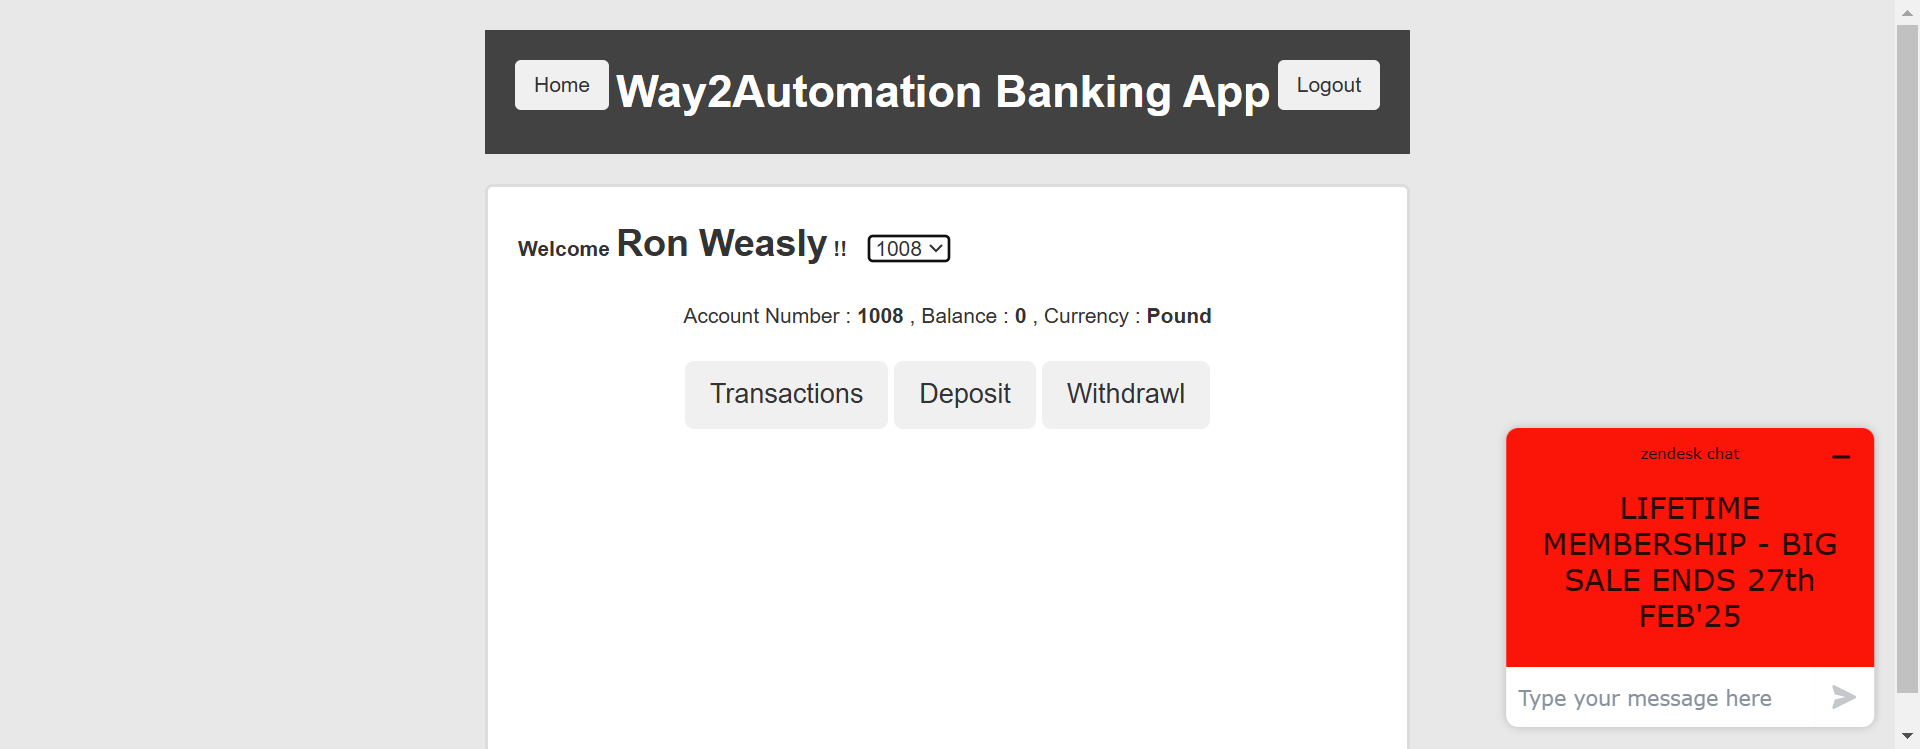 Home Way2Automation Banking App Logout
Welcome Ron Weasly !! 1008
Account Number : 1008 , Balance : 0 , Currency : Pound
Transactions Deposit Withdrawl
zendesk chat
LIFETIME
MEMBERSHIP - BIG
SALE ENDS 27th
FEB'25
Type your message here